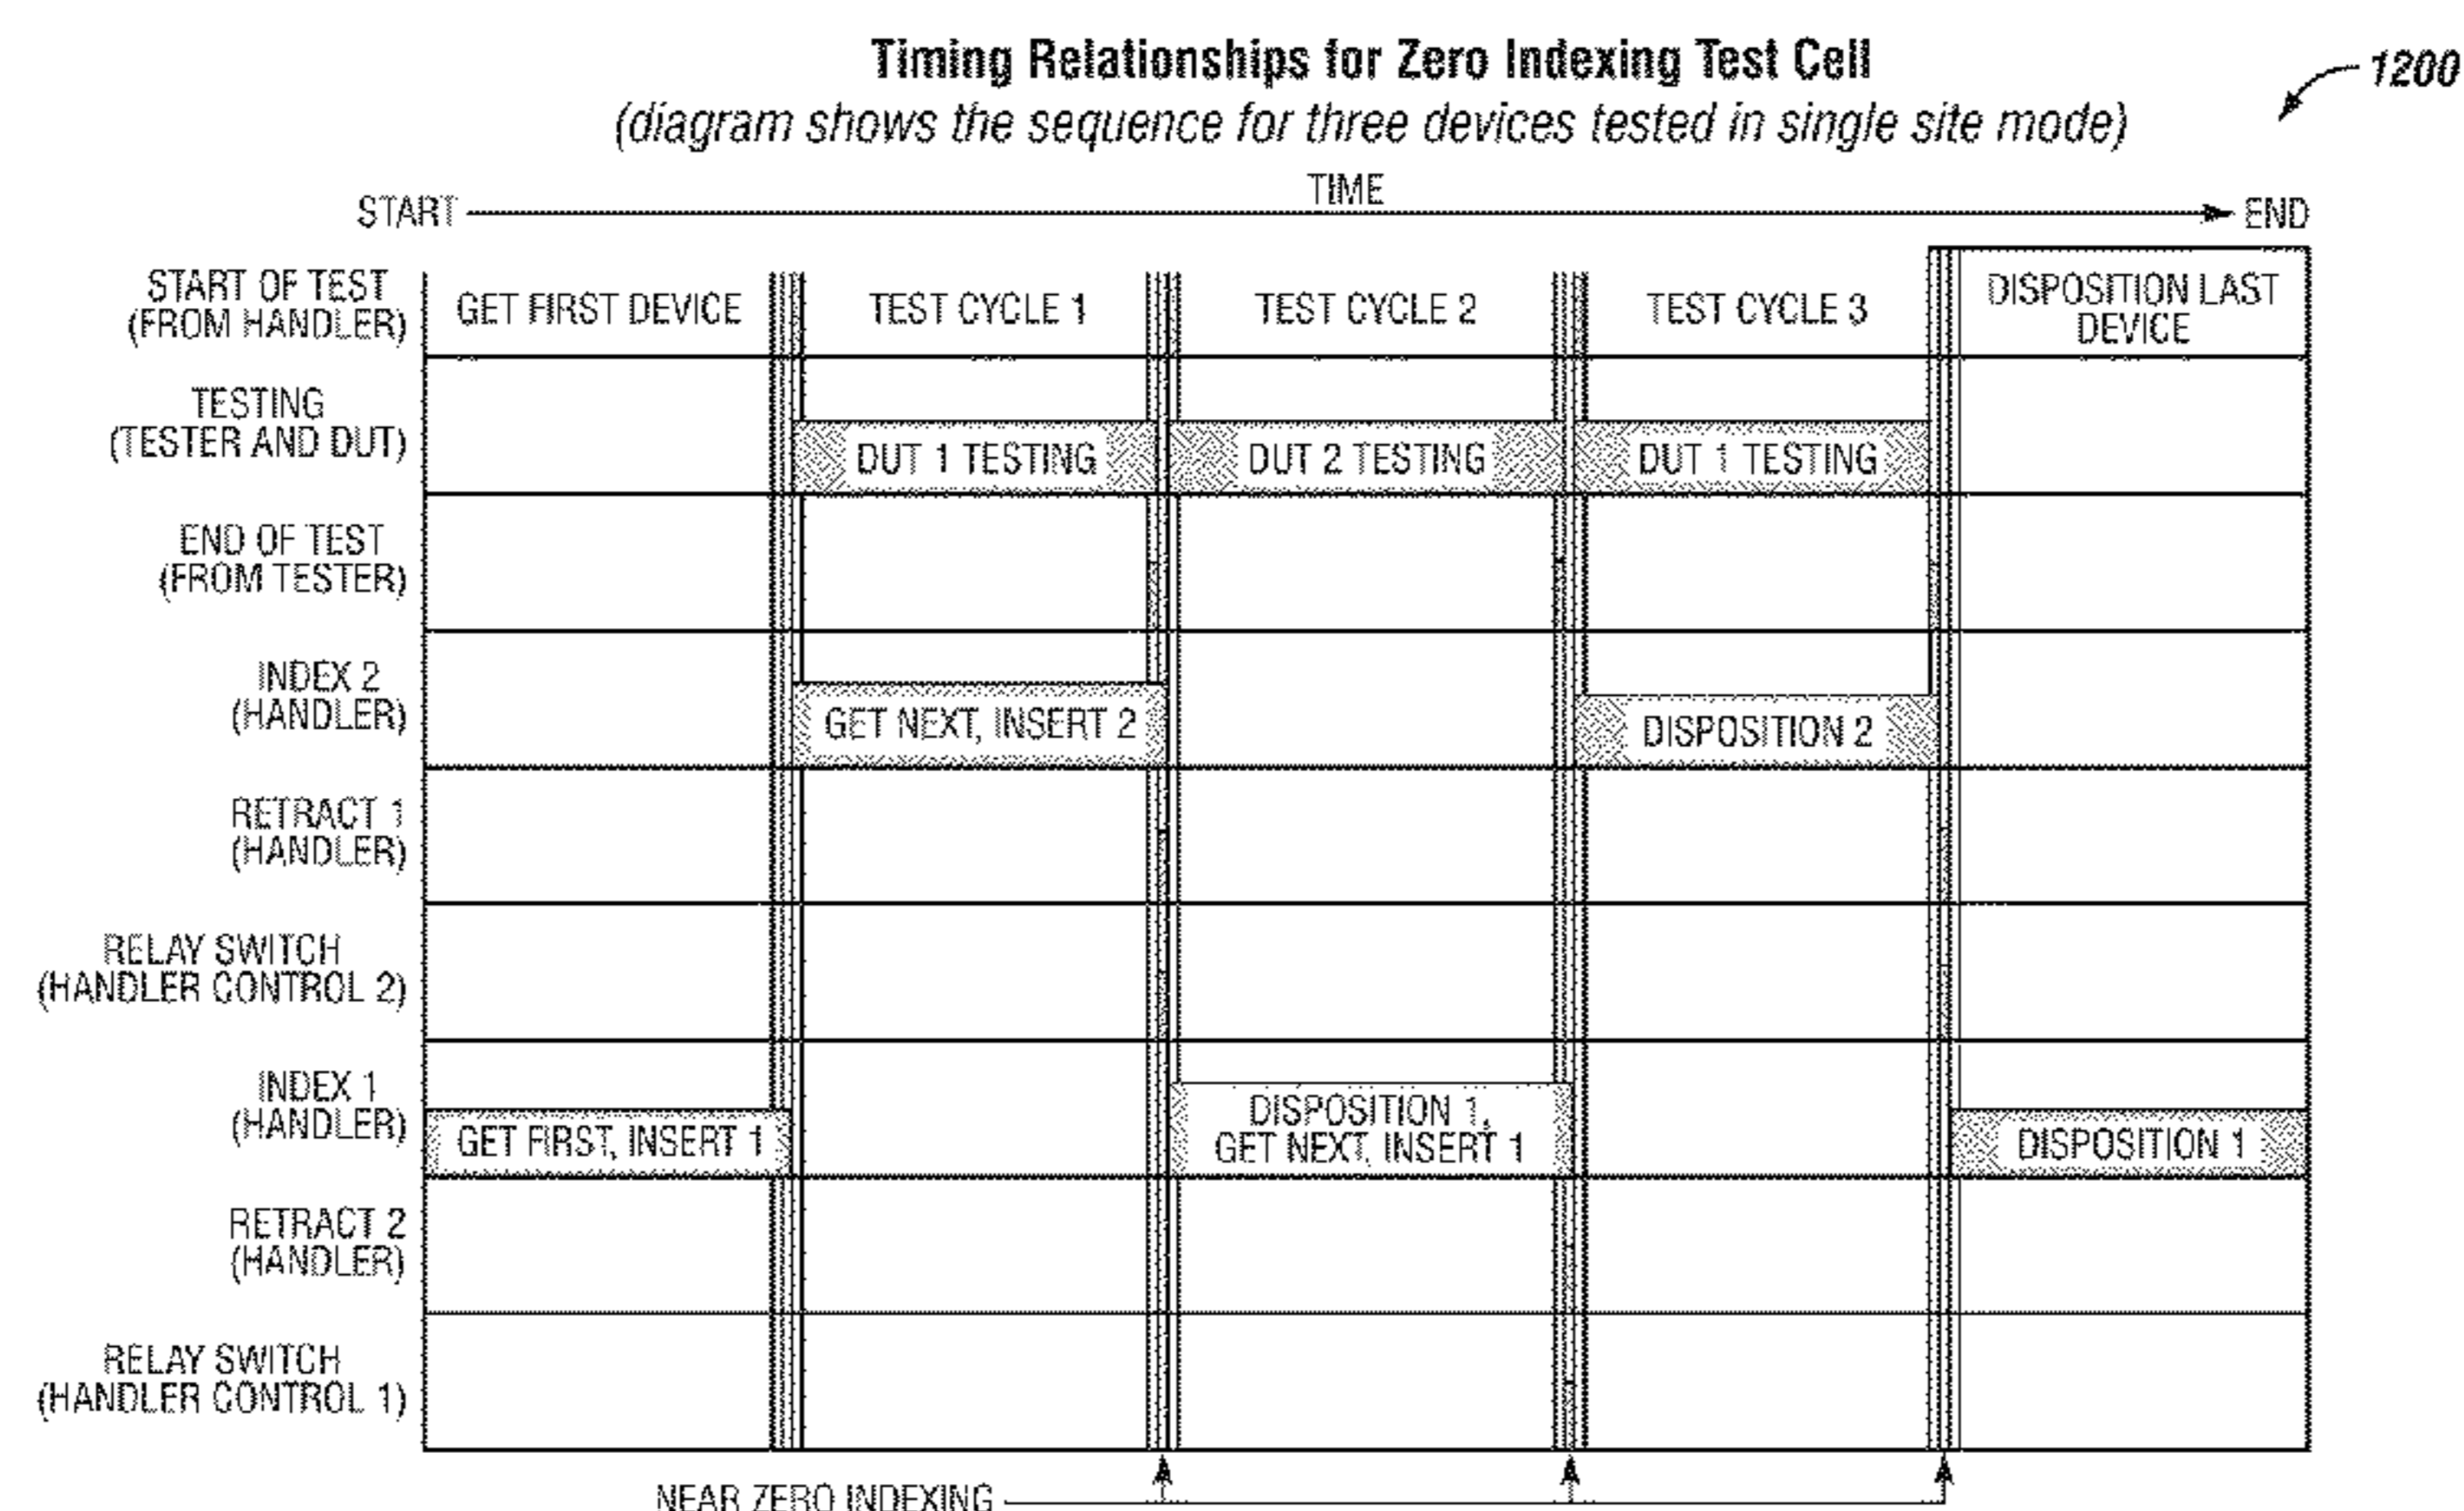 Timing Relationships for Zero Indexing Test Cell
(diagram shows the sequence for three devices tested in single site mode)
1200
TIME
START
END
START OF TEST
(FROM HANDLER)
GET FIRST DEVICE
TEST CYCLE 1
TEST CYCLE 2
TEST CYCLE 3
DISPOSITION LAST
DEVICE
TESTING
(TESTER AND DUT)
DUT 1 TESTING
DUT 2 TESTING
DUT 1 TESTING
END OF TEST
(FROM TESTER)
INDEX 2
(HANDLER)
GET NEXT, INSERT 2
DISPOSITION 2
RETRACT 1
(HANDLER)
RELAY SWITCH
(HANDLER CONTROL 2)
INDEX 1
(HANDLER)
GET FIRST, INSERT 1
DISPOSITION 1,
GET NEXT, INSERT 1
DISPOSITION 1
RETRACT 2
(HANDLER)
RELAY SWITCH
(HANDLER CONTROL 1)
NEAR ZERO INDEXING